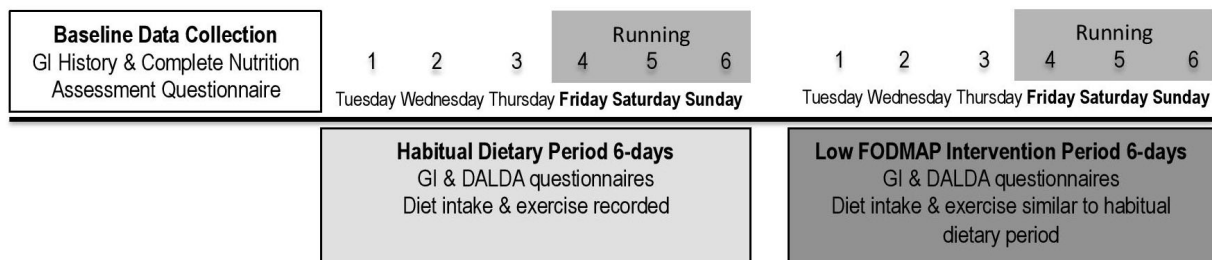 Baseline Data Collection
GI History & Complete Nutrition
Assessment Questionnaire
Running
1 2 3 4 5 6
Tuesday Wednesday Thursday Friday Saturday Sunday
Running
1 2 3 4 5 6
Tuesday Wednesday Thursday Friday Saturday Sunday
Habitual Dietary Period 6-days
GI & DALDA questionnaires
Diet intake & exercise recorded
Low FODMAP Intervention Period 6-days
GI & DALDA questionnaires
Diet intake & exercise similar to habitual
dietary period